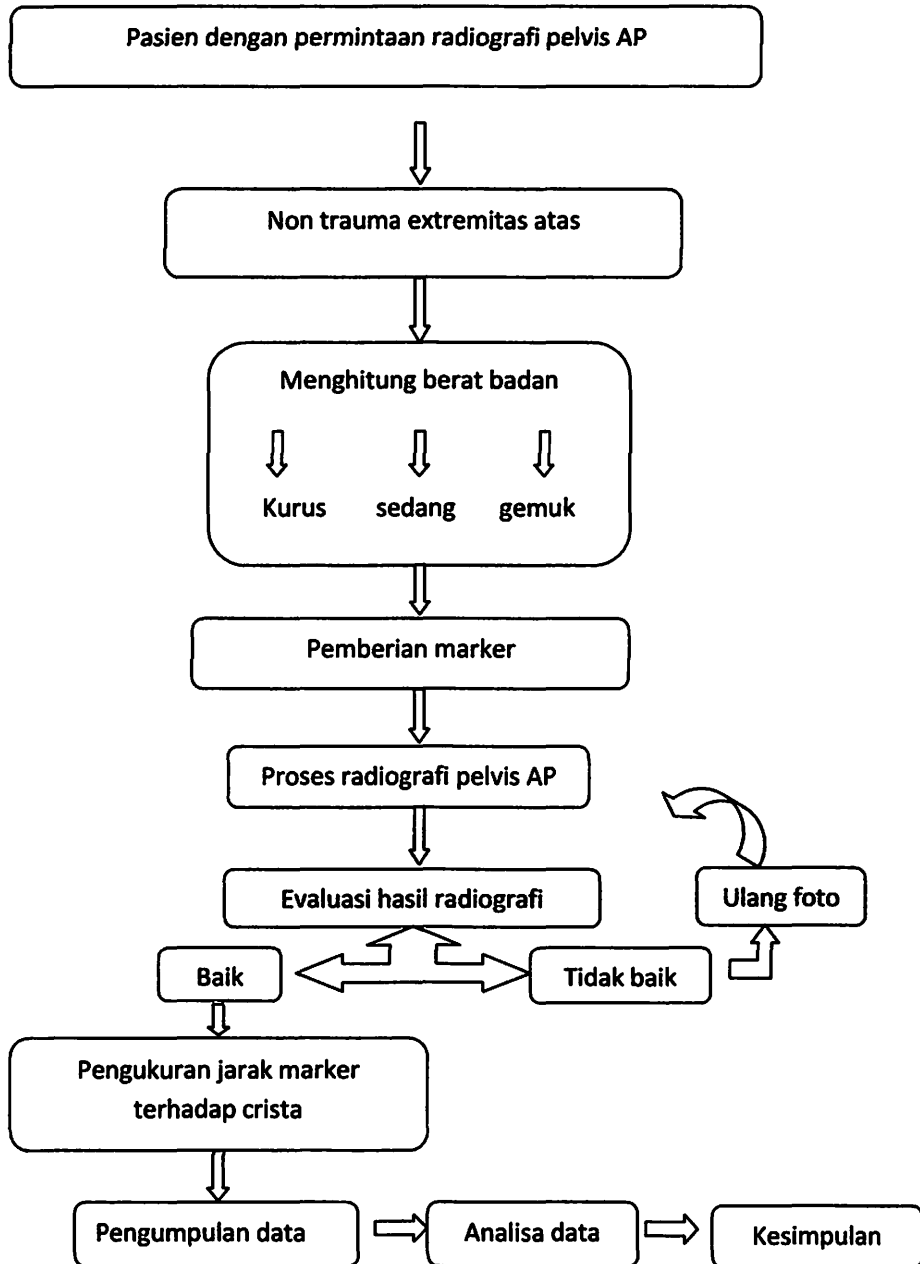 Pasien dengan permintaan radiografi pelvis AP
Non trauma extremitas atas
Menghitung berat badan
Kurus sedang gemuk
Pemberian marker
Proses radiografi pelvis AP
Evaluasi hasil radiografi
Ulang foto
Baik
Tidak baik
Pengukuran jarak marker
terhadap crista
Pengumpulan data
Analisa data
Kesimpulan